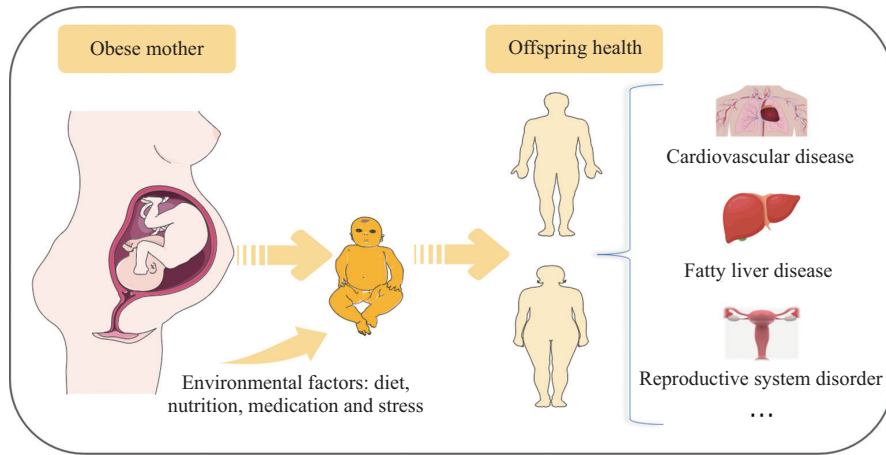 Obese mother
Offspring health
Cardiovascular disease
Fatty liver disease
Reproductive system disorder
...
Environmental factors: diet,
nutrition, medication and stress